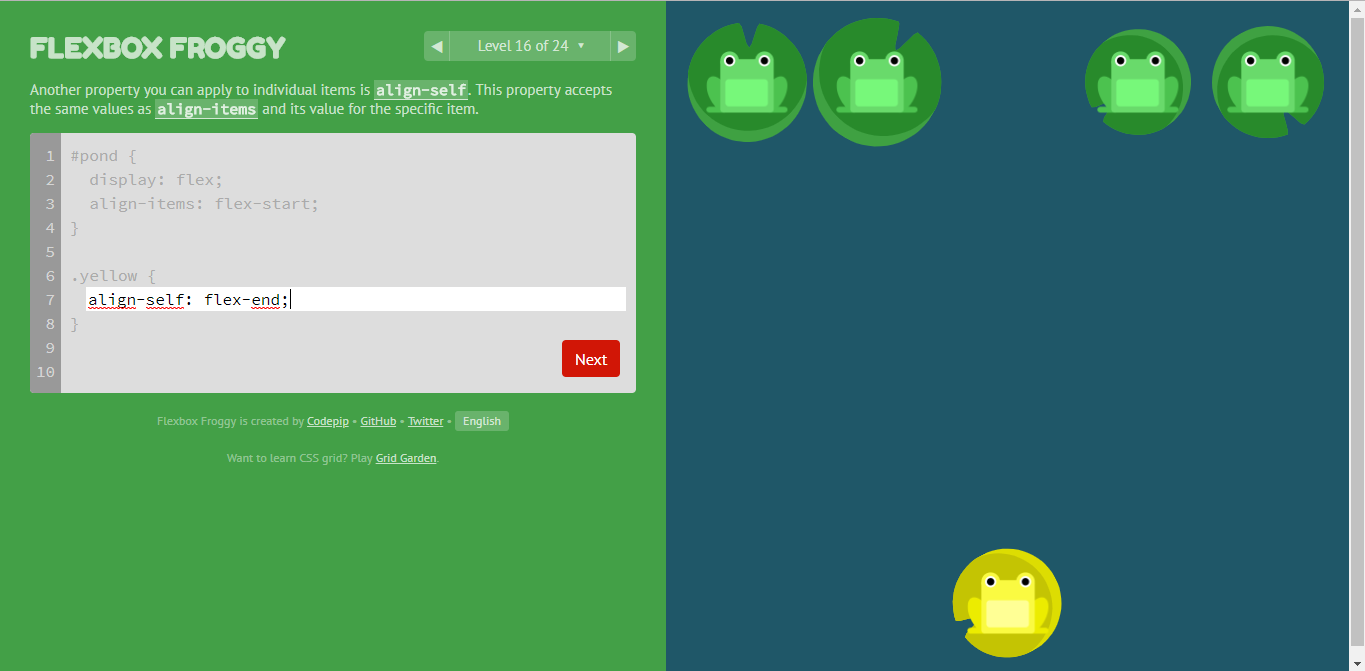 FLEXBOX FROGGY
◀ Level 16 of 24 ▼ ▶
Another property you can apply to individual items is align-self. This property accepts
the same values as align-items and its value for the specific item.
1 #pond {
2 display: flex;
3 align-items: flex-start;
4 }
5
6 .yellow {
7 align-self: flex-end;
8 }
9
10
Next
Flexbox Froggy is created by Codepip • GitHub • Twitter • English
Want to learn CSS grid? Play Grid Garden.